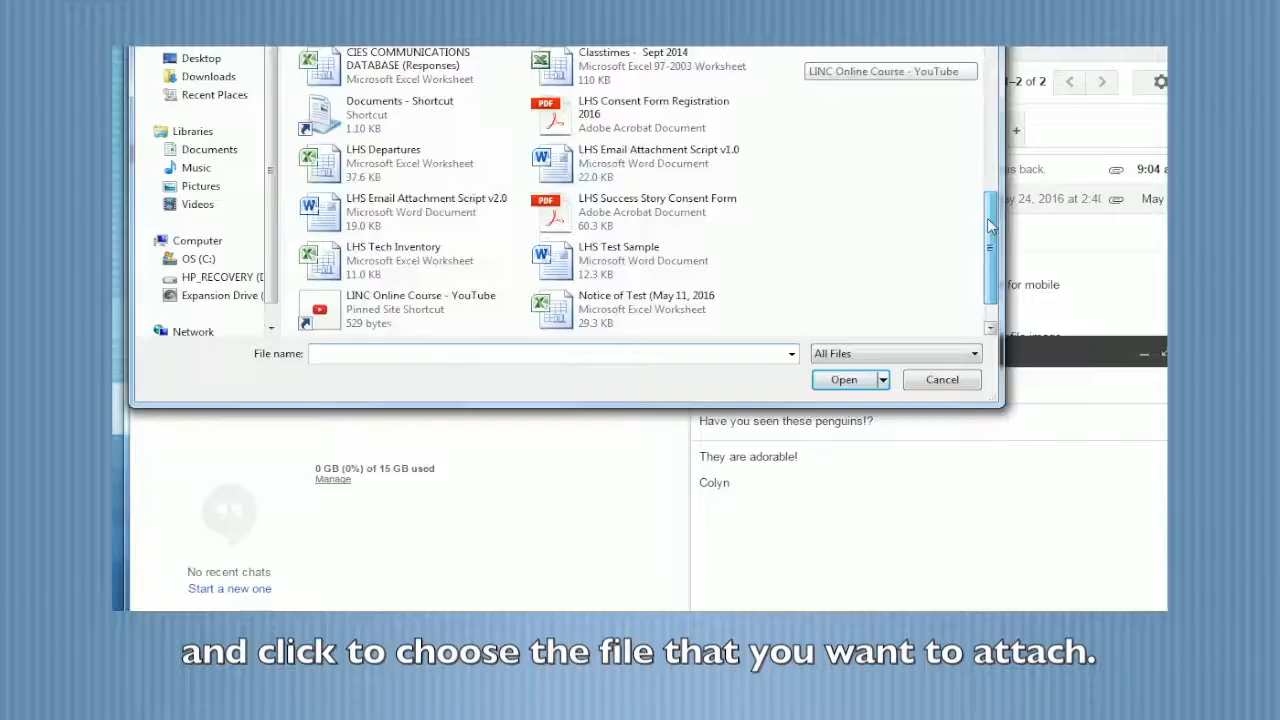 Desktop
Downloads
Recent Places
Libraries
Documents
Music
Pictures
Videos
Computer
OS (C:)
HP_RECOVERY (
Expansion Drive (
Network
CIES COMMUNICATIONS
DATABASE (Responses)
Microsoft Excel Worksheet
Classtimes - Sept 2014
Microsoft Excel 97-2003 Worksheet
110 KB
Documents - Shortcut
Shortcut
1.10 KB
PDF
LHS Consent Form Registration
2016
Adobe Acrobat Document
LHS Departures
Microsoft Excel Worksheet
37.6 KB
LHS Email Attachment Script v1.0
Microsoft Word Document
22.0 KB
LHS Email Attachment Script v2.0
Microsoft Word Document
19.0 KB
PDF
LHS Success Story Consent Form
Adobe Acrobat Document
60.3 KB
LHS Tech Inventory
Microsoft Excel Worksheet
11.0 KB
LHS Test Sample
Microsoft Word Document
12.3 KB
LINC Online Course - YouTube
Pinned Site Shortcut
529 bytes
Notice of Test (May 11, 2016
Microsoft Excel Worksheet
29.3 KB
LINC Online Course - YouTube
File name:
All Files
Open
Cancel
1–2 of 2
+
is back.
9:04 a
y 24, 2016 at 2:40
May
for mobile
file image
Have you seen these penguins!?
They are adorable!
Colyn
0 GB (0%) of 15 GB used
Manage
No recent chats
Start a new one
and click to choose the file that you want to attach.